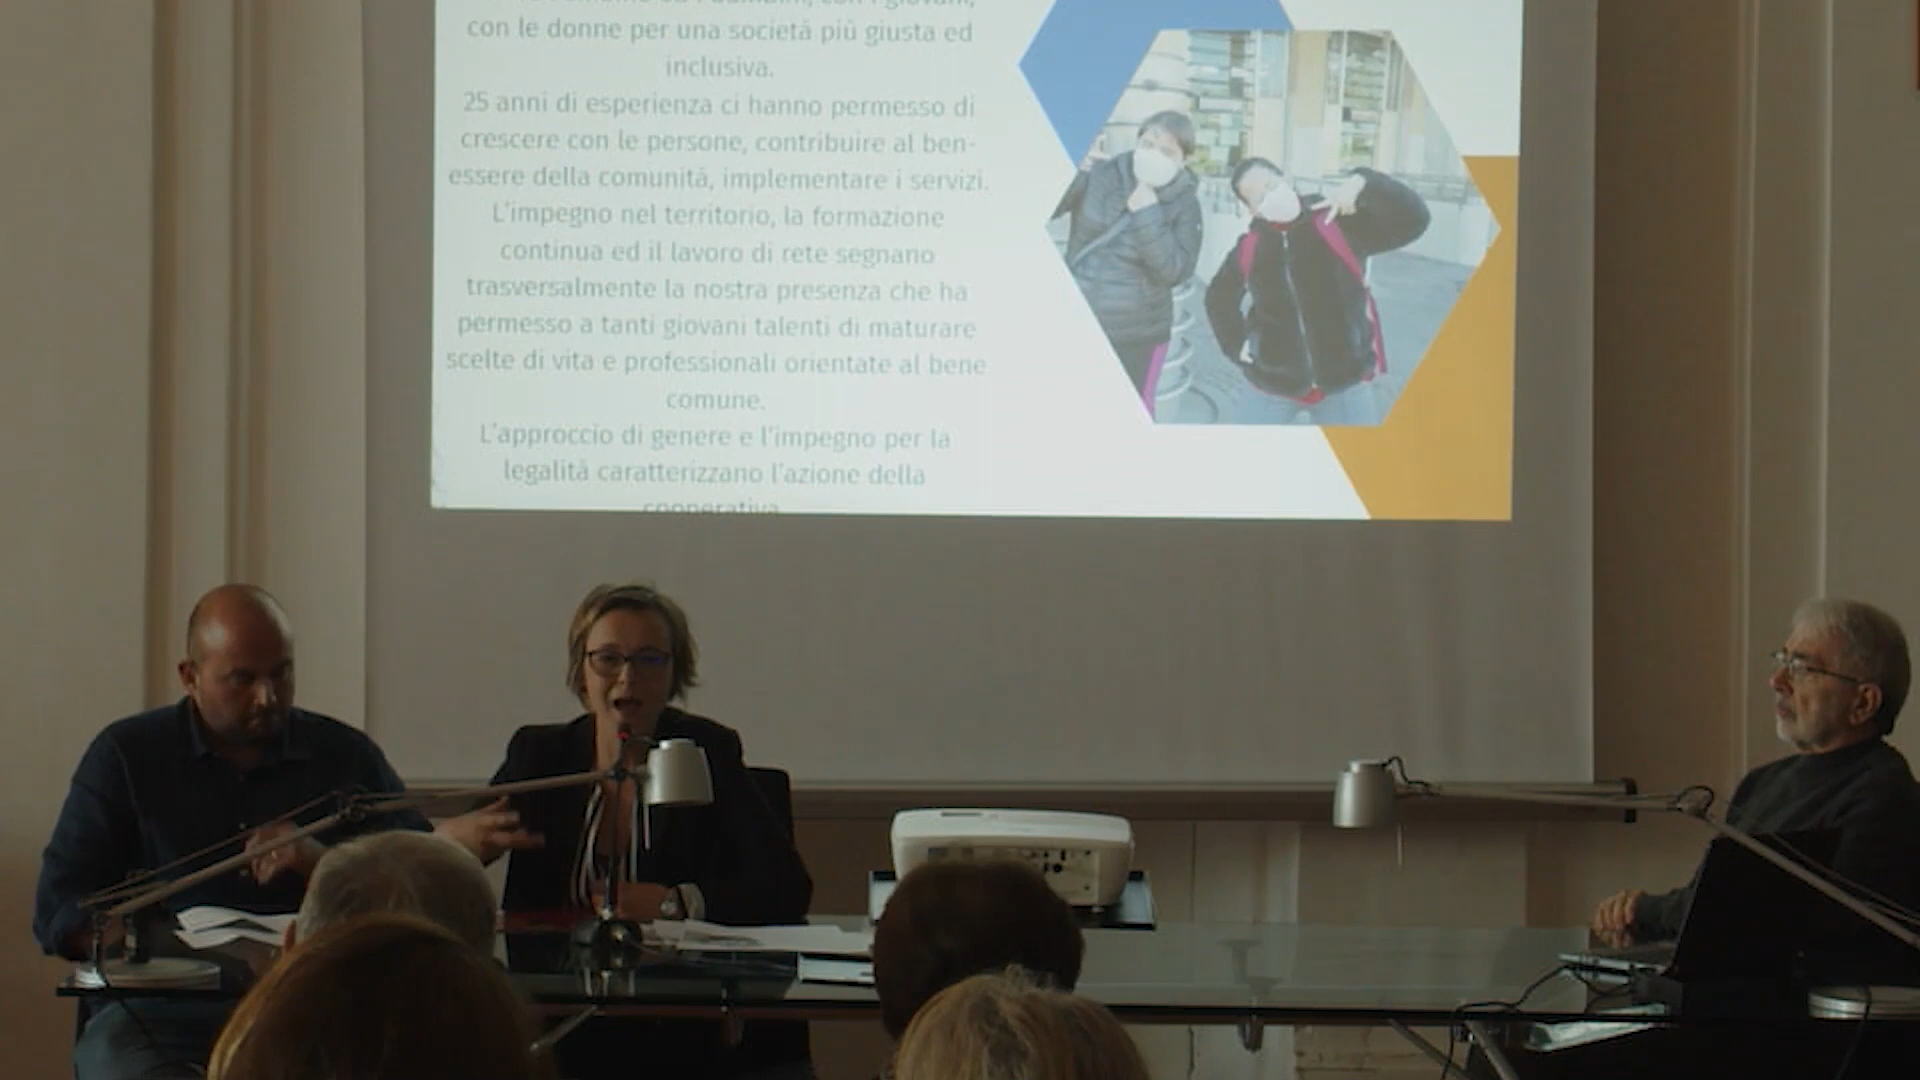 con le donne per una società più giusta ed
inclusiva.
25 anni di esperienza ci hanno permesso di
crescere con le persone, contribuire al ben-
essere della comunità, implementare i servizi.
L'impegno nel territorio, la formazione
continua ed il lavoro di rete segnano
trasversalmente la nostra presenza che ha
permesso a tanti giovani talenti di maturare
scelte di vita e professionali orientate al bene
comune.
L'approccio di genere e l'impegno per la
legalità caratterizzano l'azione della
cooperativa